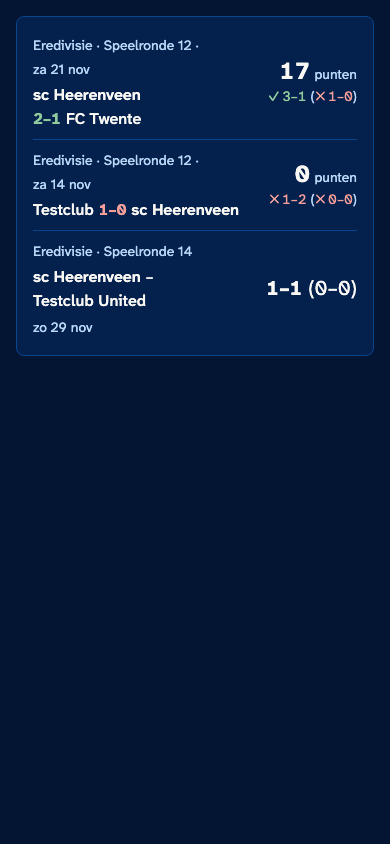 Eredivisie · Speelronde 12 ·
za 21 nov
sc Heerenveen
2–1 FC Twente
17 punten
✓ 3–1 (✕ 1–0)
Eredivisie · Speelronde 12 ·
za 14 nov
Testclub 1–0 sc Heerenveen
0 punten
✕ 1–2 (✕ 0–0)
Eredivisie · Speelronde 14
sc Heerenveen –
Testclub United
zo 29 nov
1–1 (0–0)